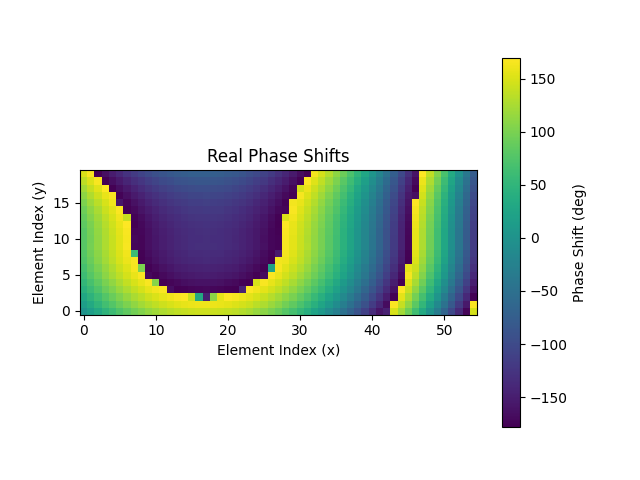 Real Phase Shifts
Element Index (y)
15
10
5
0
0 10 20 30 40 50
Element Index (x)
150
100
50
0
−50
−100
−150
Phase Shift (deg)